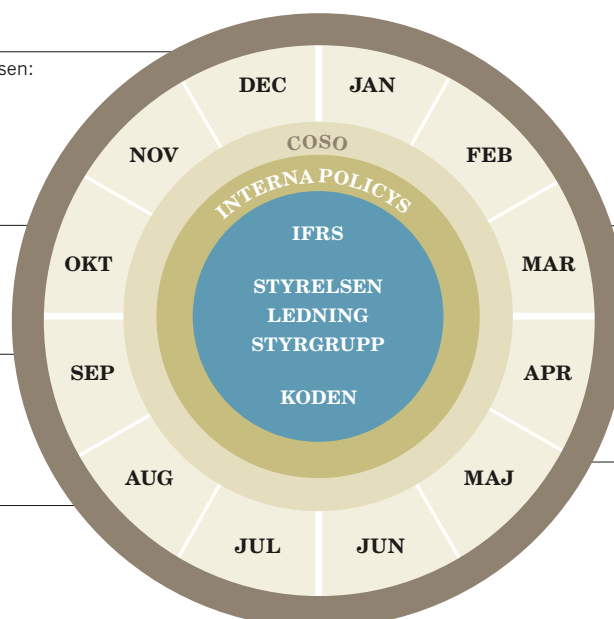 sen:
DEC
JAN
NOV
COSO
FEB
INTERNA POLICYS
IFRS
OKT
MAR
STYRELSEN
LEDNING
STYRGRUPP
SEP
APR
KODEN
AUG
MAJ
JUL
JUN